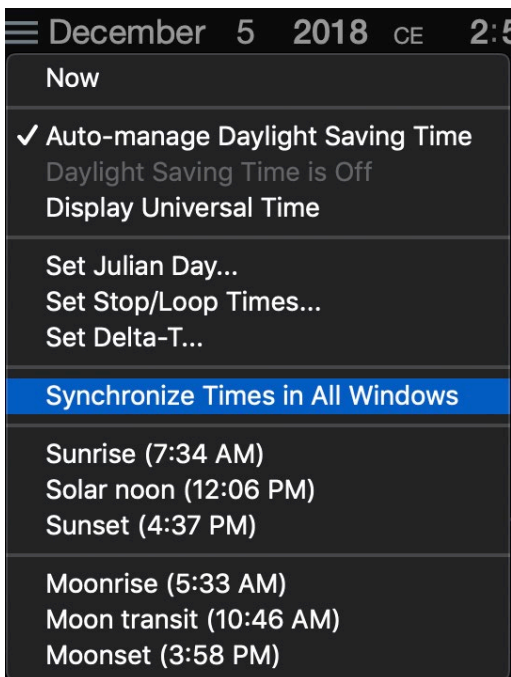 December 5 2018 CE 2:5
Now
✓ Auto-manage Daylight Saving Time
Daylight Saving Time is Off
Display Universal Time
Set Julian Day...
Set Stop/Loop Times...
Set Delta-T...
Synchronize Times in All Windows
Sunrise (7:34 AM)
Solar noon (12:06 PM)
Sunset (4:37 PM)
Moonrise (5:33 AM)
Moon transit (10:46 AM)
Moonset (3:58 PM)